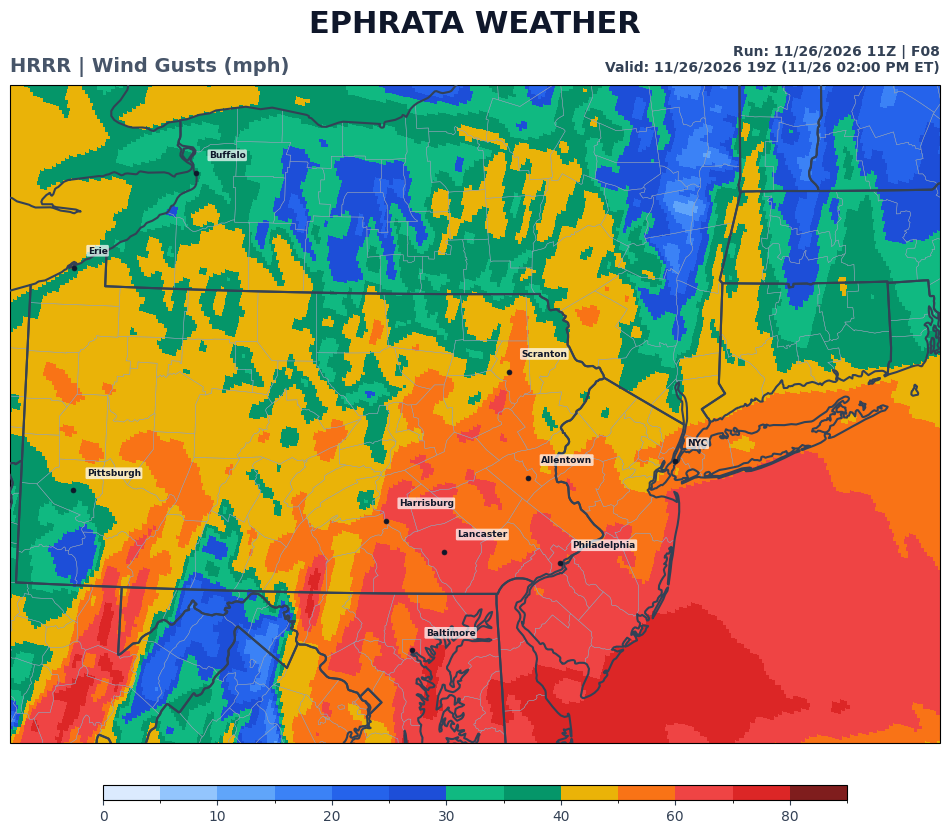 EPHRATA WEATHER
HRRR | Wind Gusts (mph)
Run: 11/26/2026 11Z | F08
Valid: 11/26/2026 19Z (11/26 02:00 PM ET)
Buffalo
Erie
Scranton
NYC
Allentown
Pittsburgh
Harrisburg
Lancaster
Philadelphia
Baltimore
0 10 20 30 40 60 80